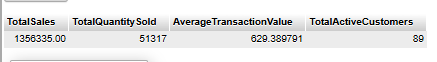 TotalSales TotalQuantitySold AverageTransactionValue TotalActiveCustomers
1356335.00 51317 629.389791 89